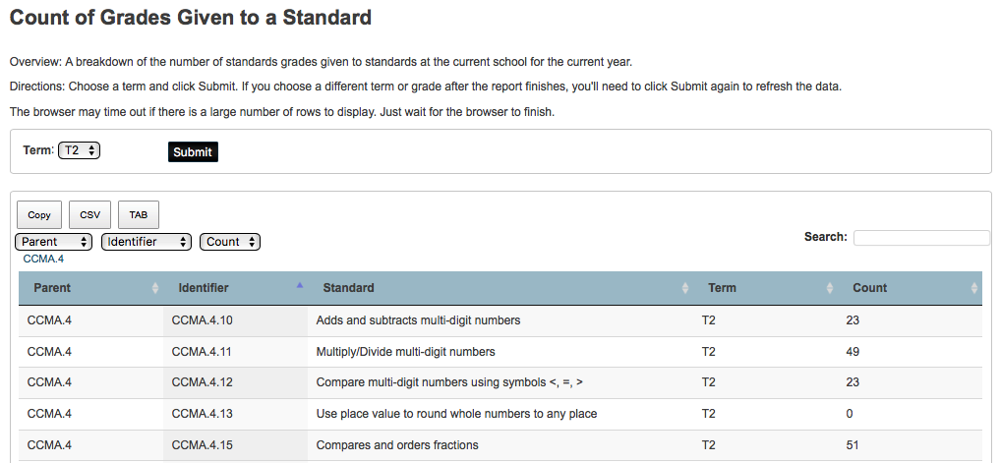 Count of Grades Given to a Standard
Overview: A breakdown of the number of standards grades given to standards at the current school for the current year.
Directions: Choose a term and click Submit. If you choose a different term or grade after the report finishes, you'll need to click Submit again to refresh the data.
The browser may time out if there is a large number of rows to display. Just wait for the browser to finish.
Term: T2 Submit
Copy CSV TAB
Parent Identifier Count Search:
CCMA.4
Parent Identifier Standard Term Count
CCMA.4 CCMA.4.10 Adds and subtracts multi-digit numbers T2 23
CCMA.4 CCMA.4.11 Multiply/Divide multi-digit numbers T2 49
CCMA.4 CCMA.4.12 Compare multi-digit numbers using symbols <, =, > T2 23
CCMA.4 CCMA.4.13 Use place value to round whole numbers to any place T2 0
CCMA.4 CCMA.4.15 Compares and orders fractions T2 51